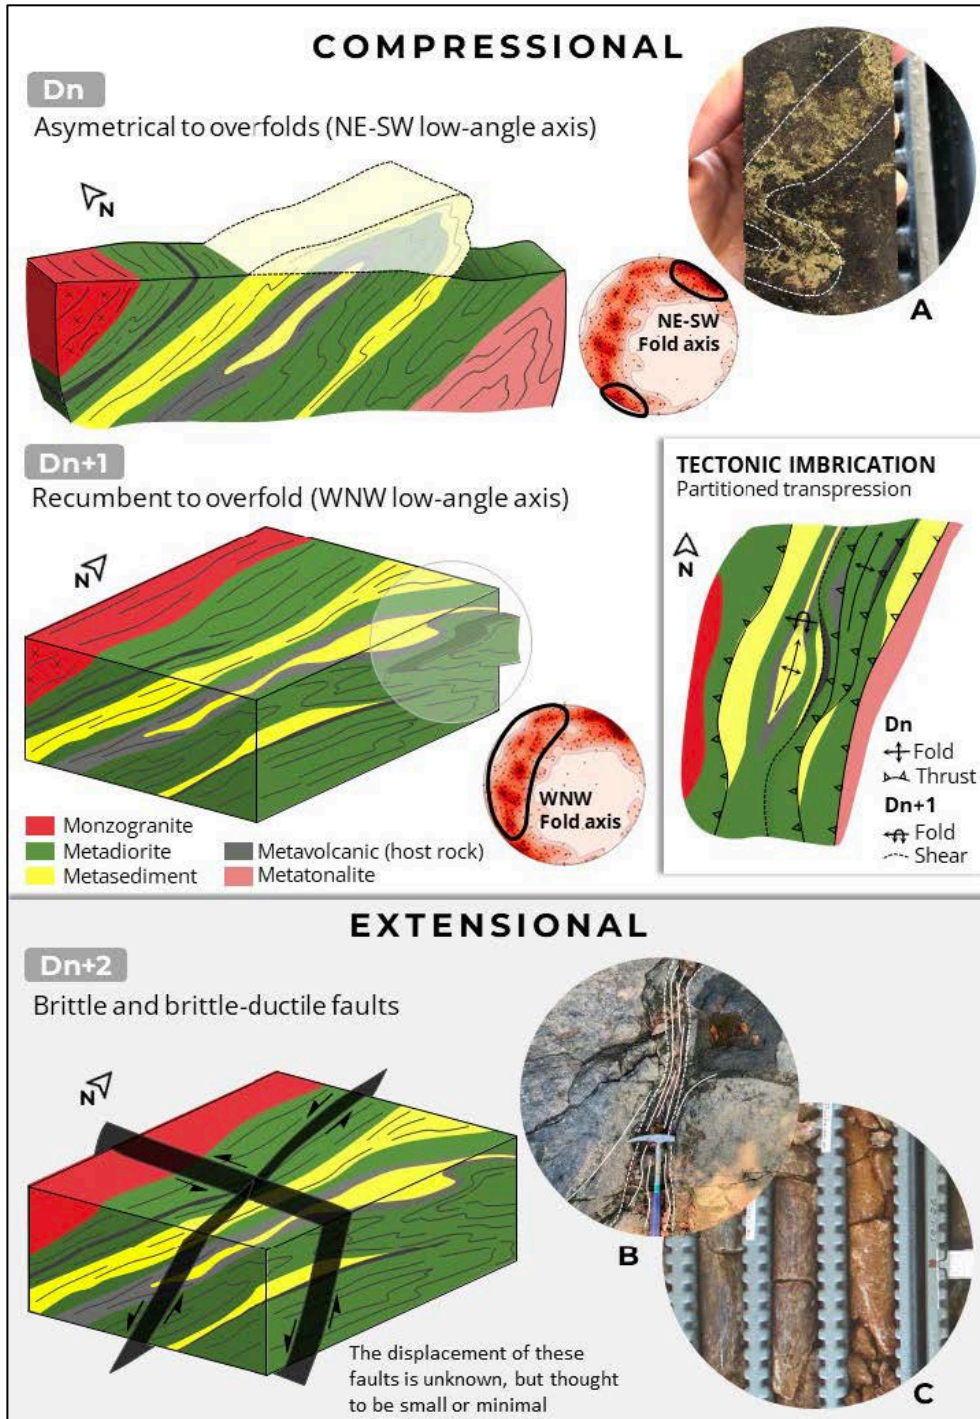 COMPRESSIONAL
Dn
Asymetrical to overfolds (NE-SW low-angle axis)
N
NE-SW
Fold axis
A
Dn+1
Recumbent to overfold (WNW low-angle axis)
N
WNW
Fold axis
TECTONIC IMBRICATION
Partitioned transpression
N
Dn
Fold
Thrust
Dn+1
Fold
Shear
Monzogranite
Metadiorite
Metasediment
Metavolcanic (host rock)
Metatonalite
EXTENSIONAL
Dn+2
Brittle and brittle-ductile faults
N
B
C
The displacement of these
faults is unknown, but thought
to be small or minimal